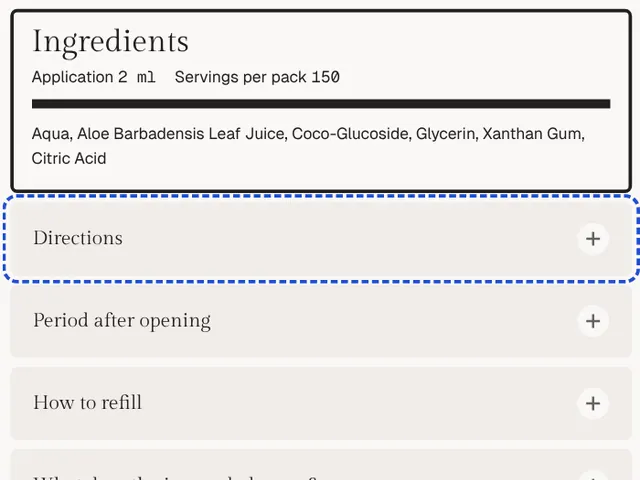 Ingredients
Application 2 ml Servings per pack 150
Aqua, Aloe Barbadensis Leaf Juice, Coco-Glucoside, Glycerin, Xanthan Gum,
Citric Acid
Directions
Period after opening
How to refill